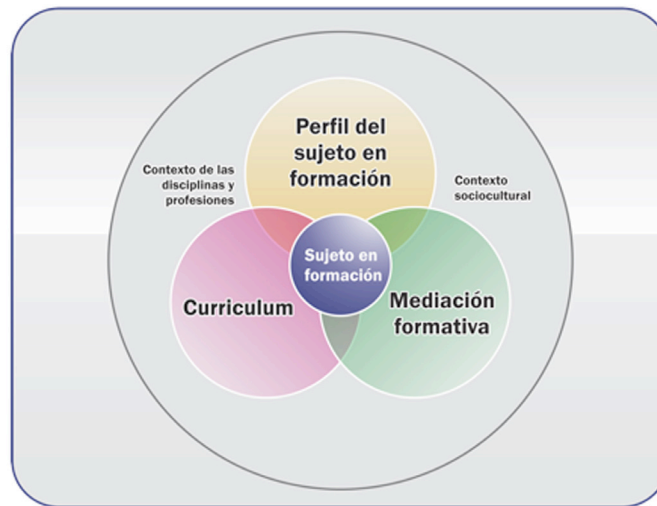 Perfil del
sujeto en
formación
Contexto de las
disciplinas y
profesiones
Contexto
sociocultural
Sujeto en
formación
Curriculum
Mediación
formativa